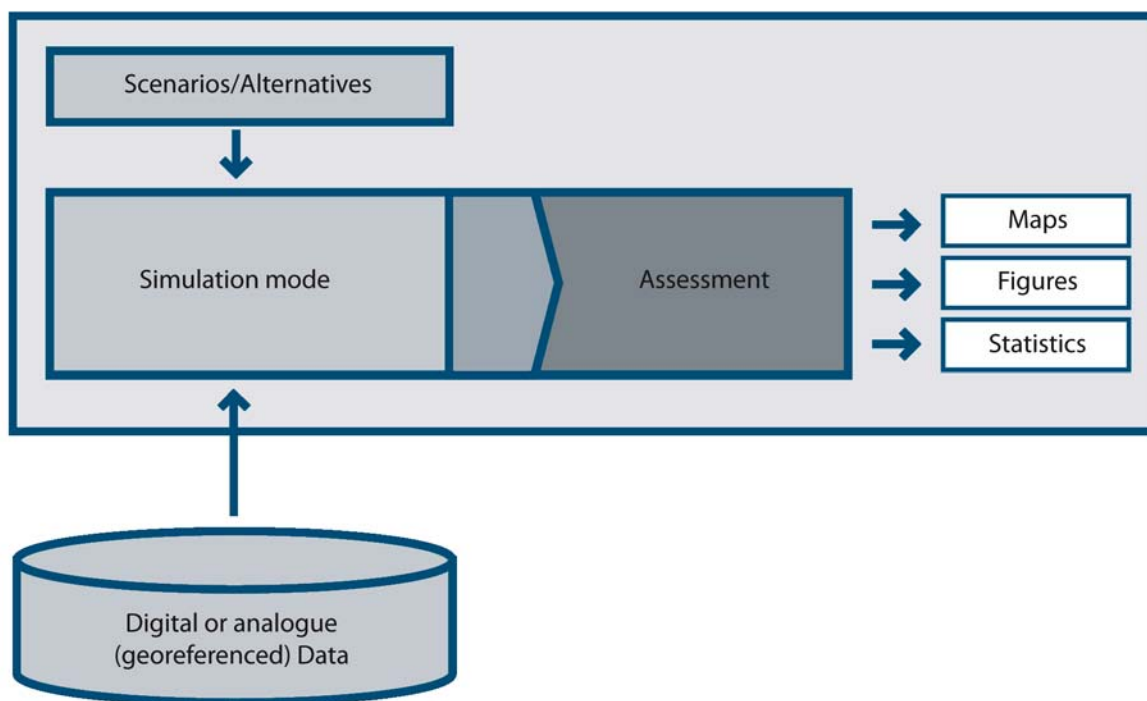 Scenarios/Alternatives
Simulation mode
Assessment
Maps
Figures
Statistics
Digital or analogue
(georeferenced) Data